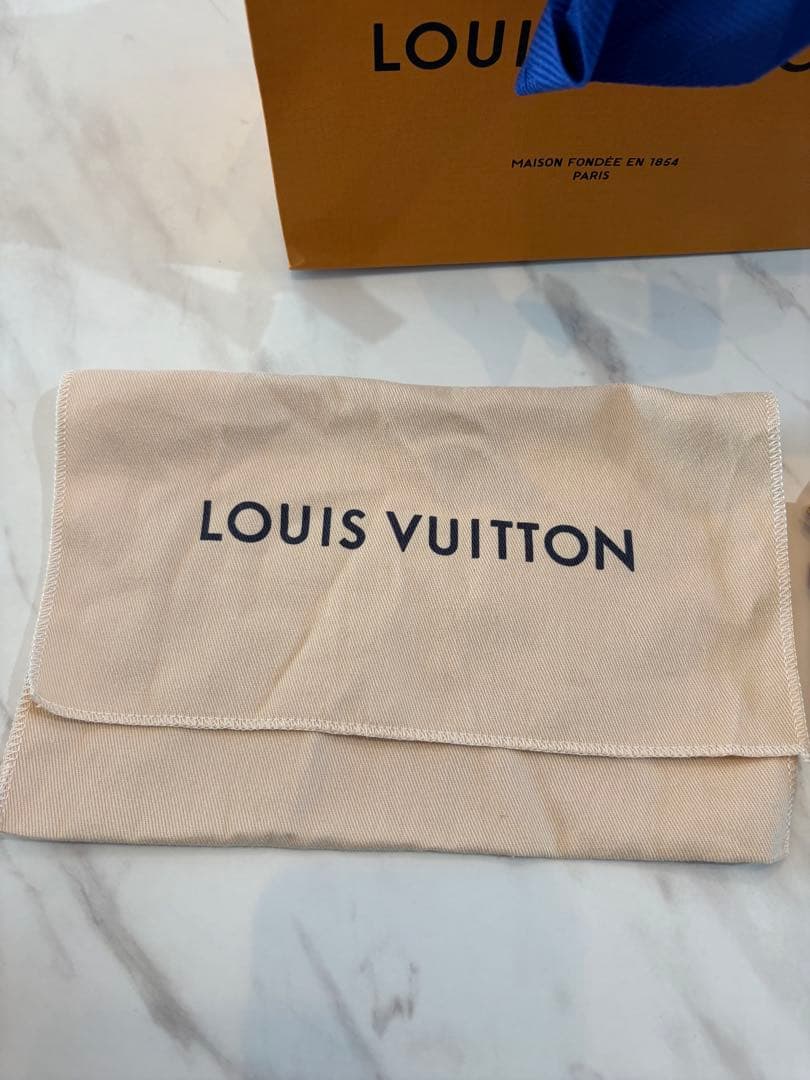 LOUI
MAISON FONDÉE EN 1854
PARIS
LOUIS VUITTON